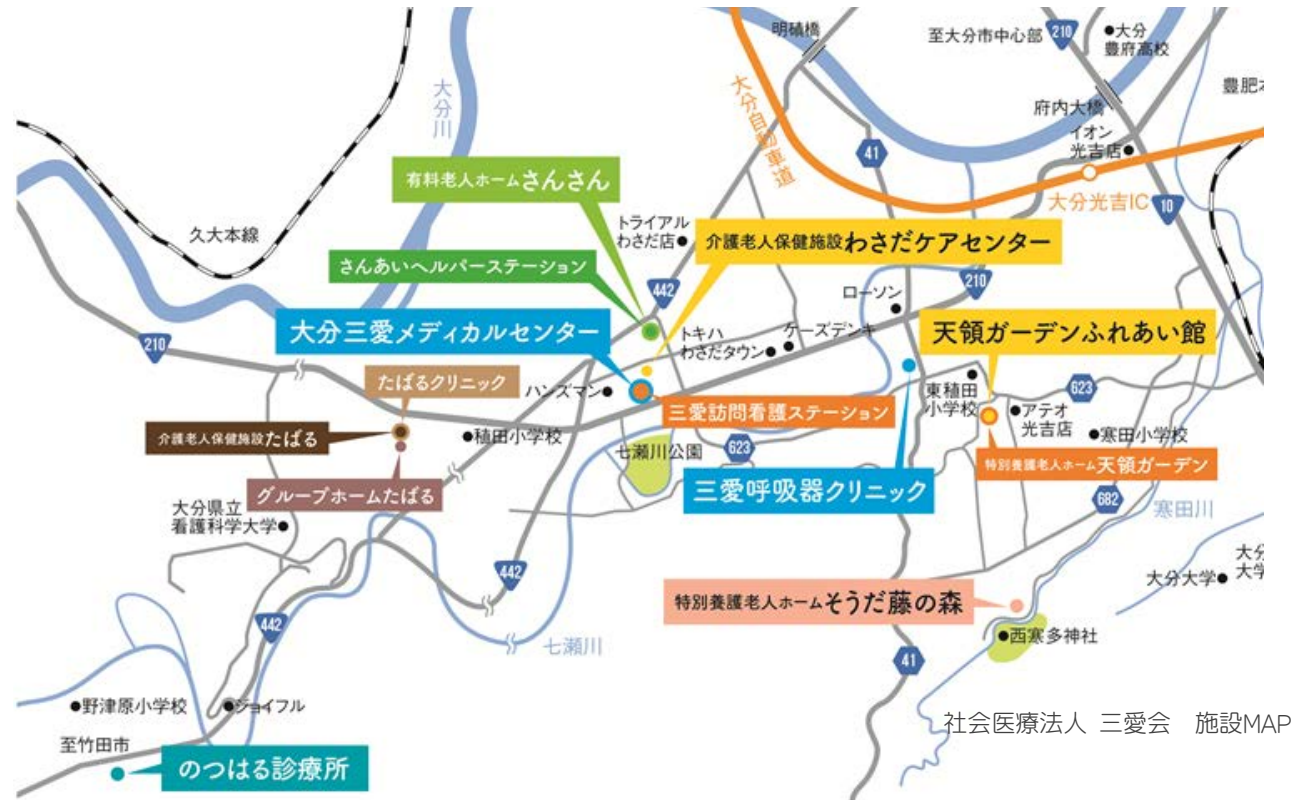 明磧橋
至大分市中心部
210
大分
豊府高校
豊肥
大分川
大分自動車道
府内大橋
イオン
光吉店
41
大分光吉IC
10
有料老人ホームさんさん
トライアル
わさだ店
介護老人保健施設わさだケアセンター
久大本線
さんあいヘルパーステーション
442
ローソン
210
大分三愛メディカルセンター
トキハ
わさだタウン
ケーズデンキ
天領ガーデンふれあい館
210
たばるクリニック
ハンズマン
東稙田
小学校
623
三愛訪問看護ステーション
アテオ
光吉店
介護老人保健施設たばる
稙田小学校
七瀬川公園
623
寒田小学校
特別養護老人ホーム天領ガーデン
グループホームたばる
三愛呼吸器クリニック
682
寒田川
大分県立
看護科学大学
442
大分
大学
大分大学
特別養護老人ホームそうだ藤の森
442
西寒多神社
七瀬川
41
野津原小学校
ジョイフル
社会医療法人 三愛会 施設MAP
至竹田市
のつはる診療所